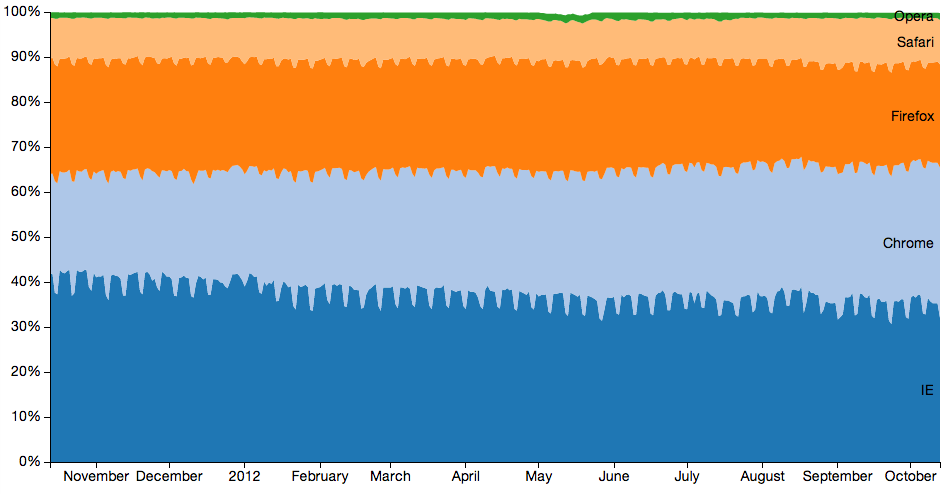 100%
90%
80%
70%
60%
50%
40%
30%
20%
10%
0%
Opera
Safari
Firefox
Chrome
IE
November December 2012 February March April May June July August September October